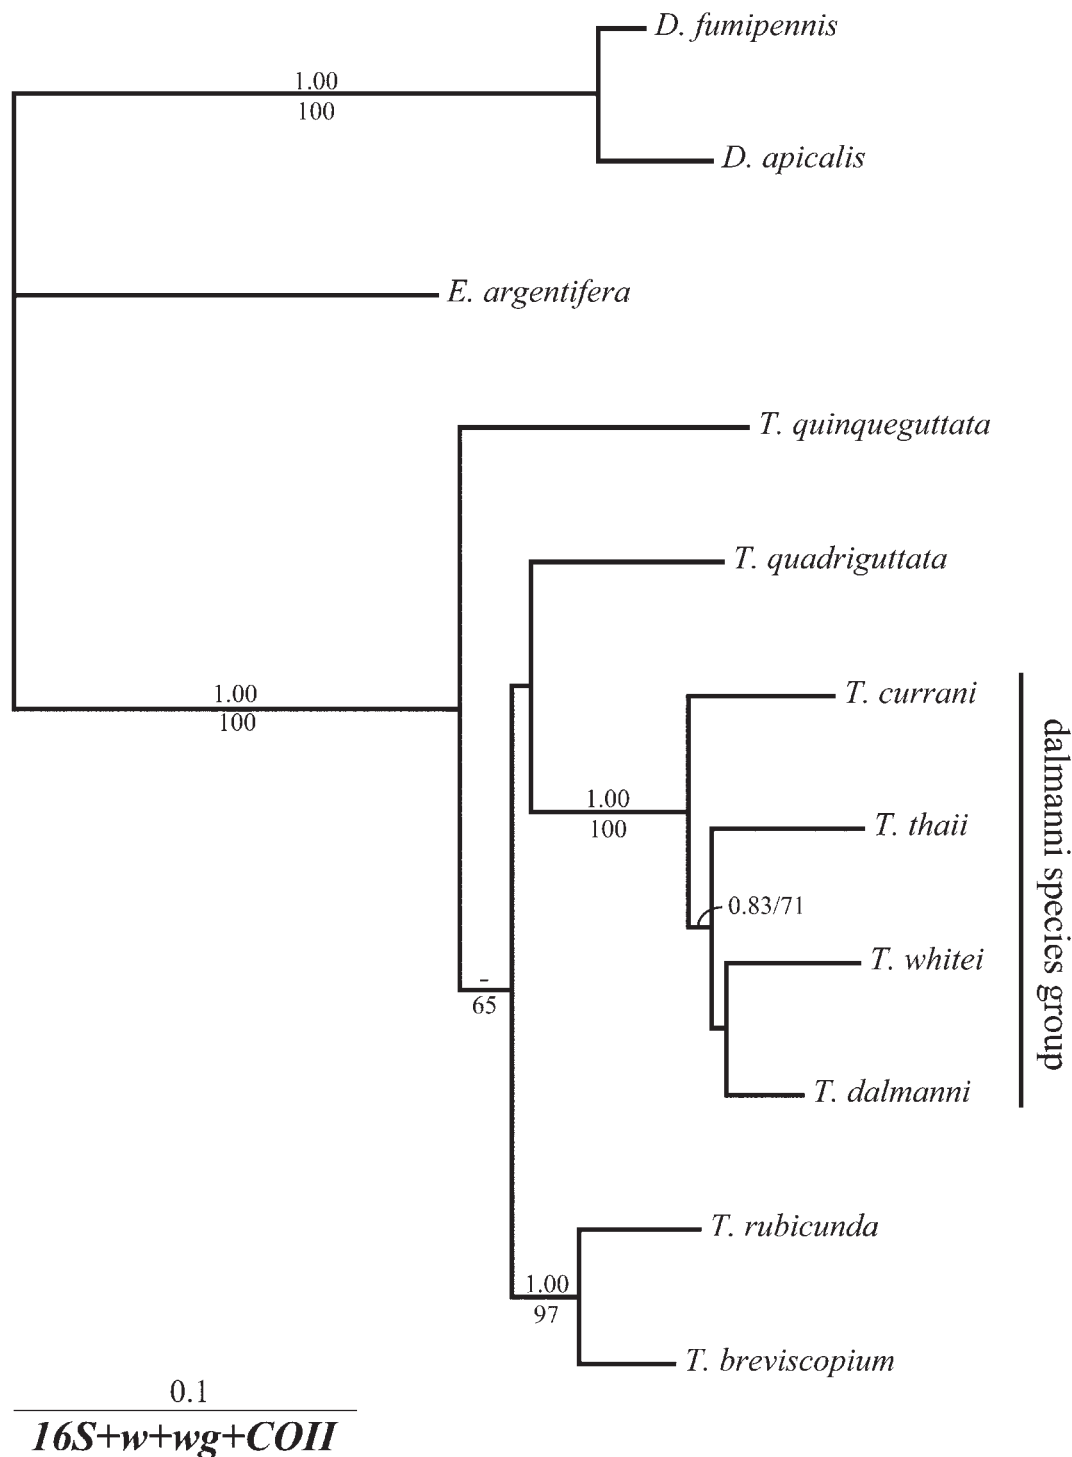 D. fumipennis
1.00
100
D. apicalis
E. argentifera
T. quinqueguttata
T. quadriguttata
T. currani
1.00
100
1.00
100
T. thaii
0.83/71
T. whitei
-
65
T. dalmanni
dalmanni species group
T. rubicunda
1.00
97
T. breviscopium
0.1
16S+w+wg+COII